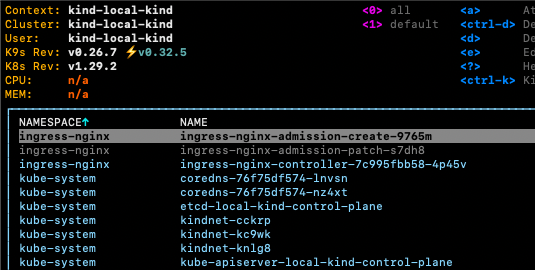 Context: kind-local-kind <0> all <a> At
Cluster: kind-local-kind <1> default <ctrl-d> De
User: kind-local-kind <d> De
K9s Rev: v0.26.7 ⚡v0.32.5 <e> Ed
K8s Rev: v1.29.2 <?> He
CPU: n/a <ctrl-k> Ki
MEM: n/a
NAMESPACE↑ NAME
ingress-nginx ingress-nginx-admission-create-9765m
ingress-nginx ingress-nginx-admission-patch-s7dh8
ingress-nginx ingress-nginx-controller-7c995fbb58-4p45v
kube-system coredns-76f75df574-lnvsn
kube-system coredns-76f75df574-nz4xt
kube-system etcd-local-kind-control-plane
kube-system kindnet-cckrp
kube-system kindnet-kc9wk
kube-system kindnet-knlg8
kube-system kube-apiserver-local-kind-control-plane